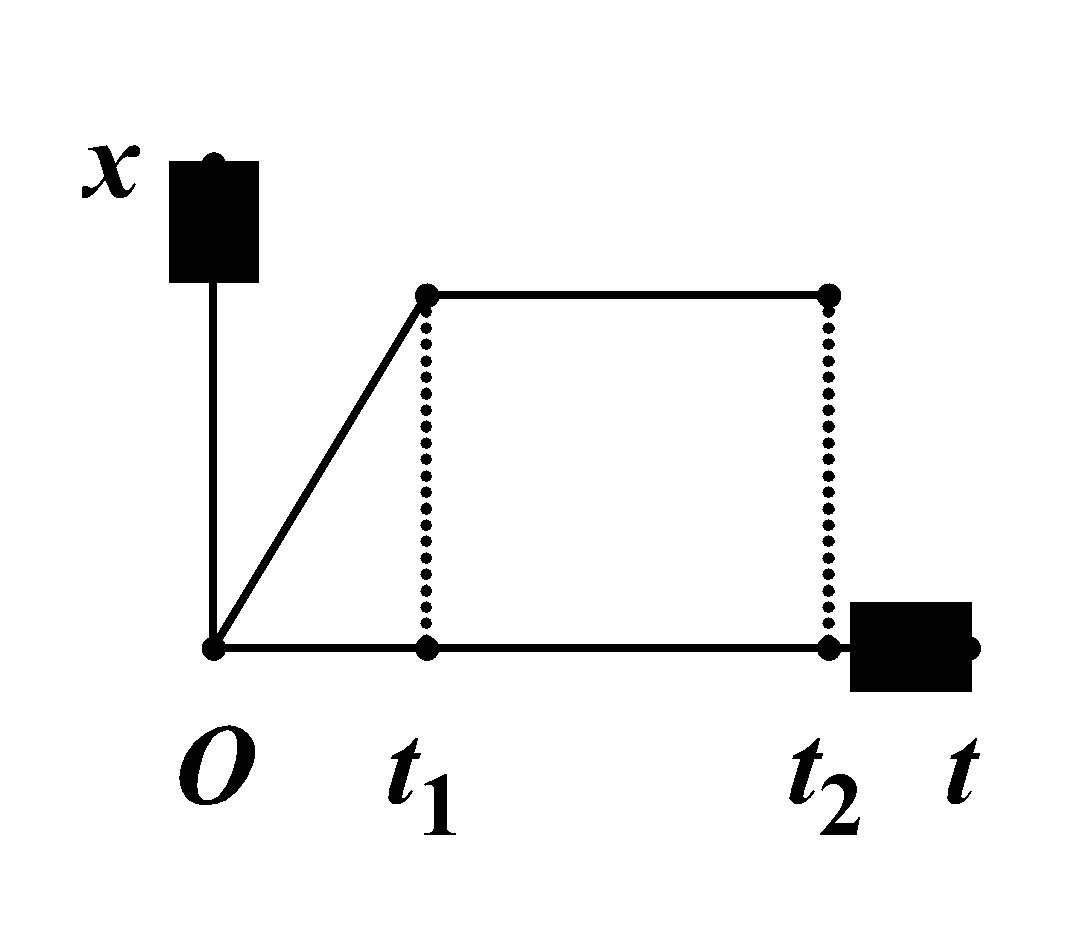 x
O t₁ t₂ t